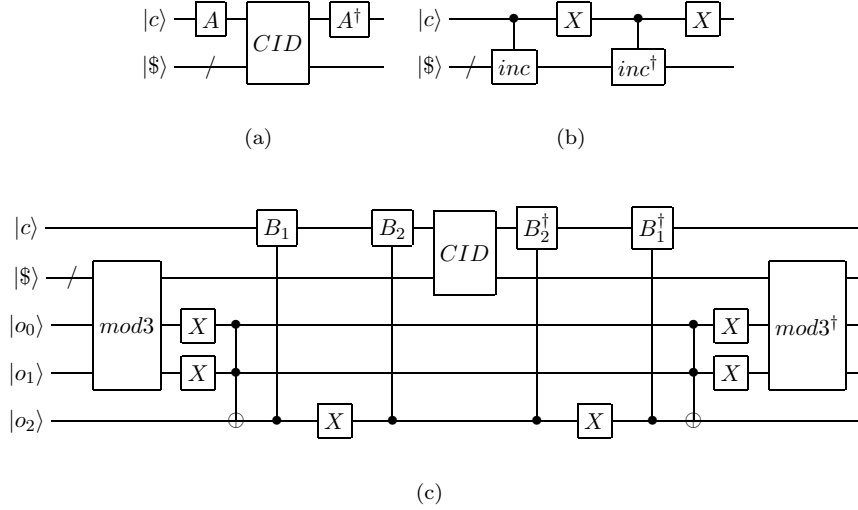 |c⟩ A CID A†
|$⟩
(a)
|c⟩ X X
|$⟩ inc inc†
(b)
|c⟩ B₁ B₂ CID B₂† B₁†
|$⟩ mod3 mod3†
|o₀⟩ X X
|o₁⟩ X X
|o₂⟩ X X
(c)